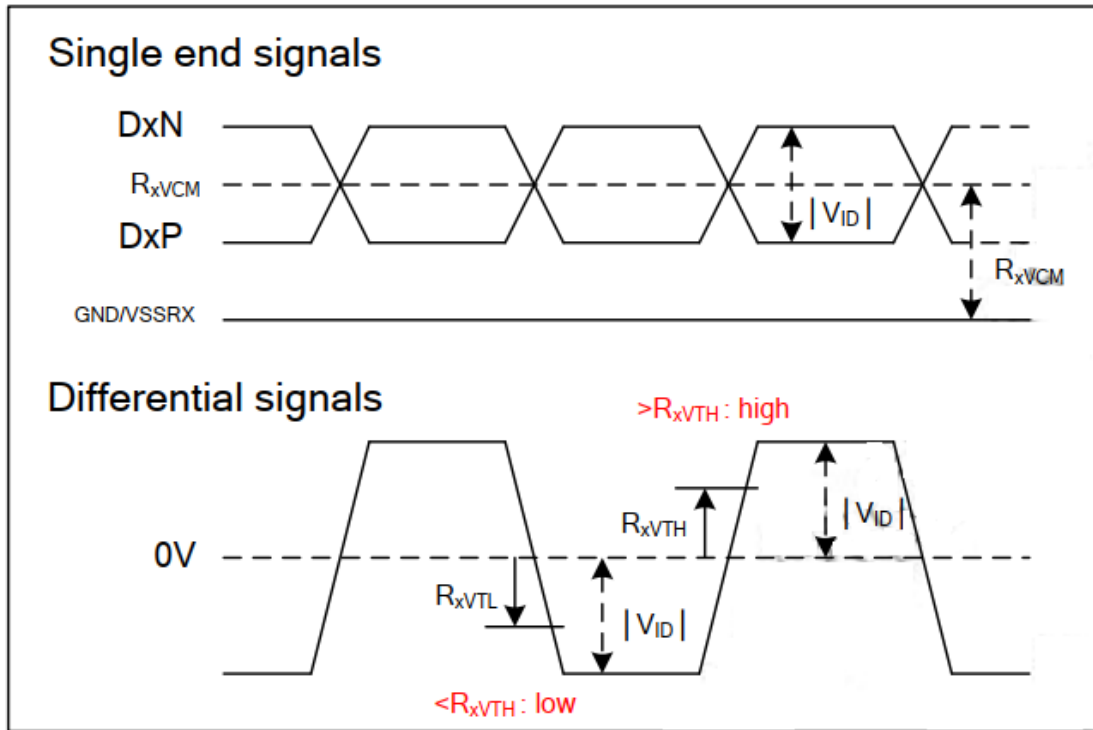 Single end signals
DxN
RxVCM
DxP
|VID|
RxVCM
GND/VSSRX
Differential signals
>RxVTH : high
RxVTH
|VID|
0V
RxVTL
|VID|
<RxVTH : low